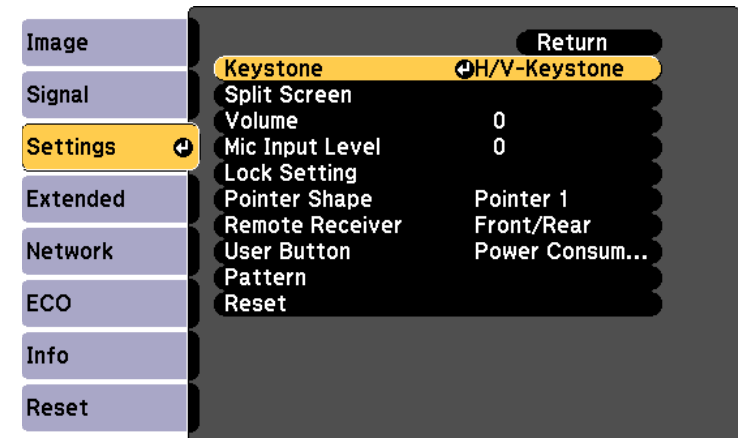 Image
Signal
Settings
Extended
Network
ECO
Info
Reset
Return
Keystone H/V-Keystone
Split Screen
Volume 0
Mic Input Level 0
Lock Setting
Pointer Shape Pointer 1
Remote Receiver Front/Rear
User Button Power Consum...
Pattern
Reset